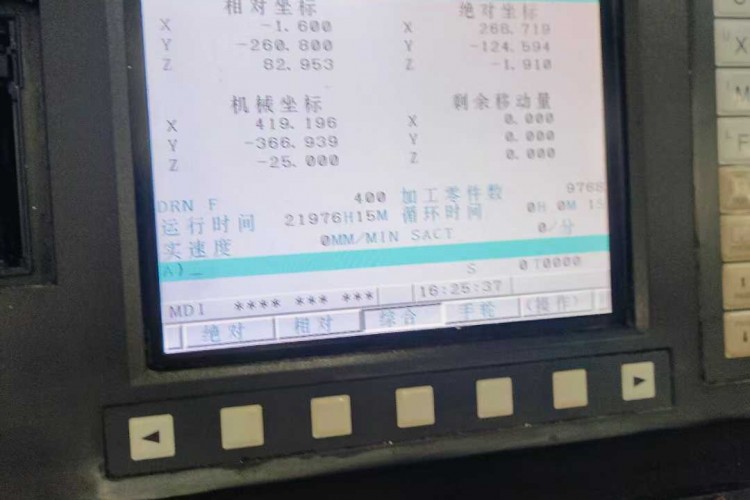 相对坐标 绝对坐标
X -1.600 X 268.719
Y -260.800 Y -124.594
Z 82.953 Z -1.910
机械坐标 剩余移动量
X 419.196 X 0.000
Y -366.939 Y 0.000
Z -25.000 Z 0.000
DRN F 400 加工零件数 9768
运行时间 21976H15M 循环时间 0H 0M 1S
实速度 0MM/MIN SACT 0/分
A)_
S 0T0000
MDI **** *** *** 16:25:37
绝对 相对 综合 手轮 (操作)
X
M
F